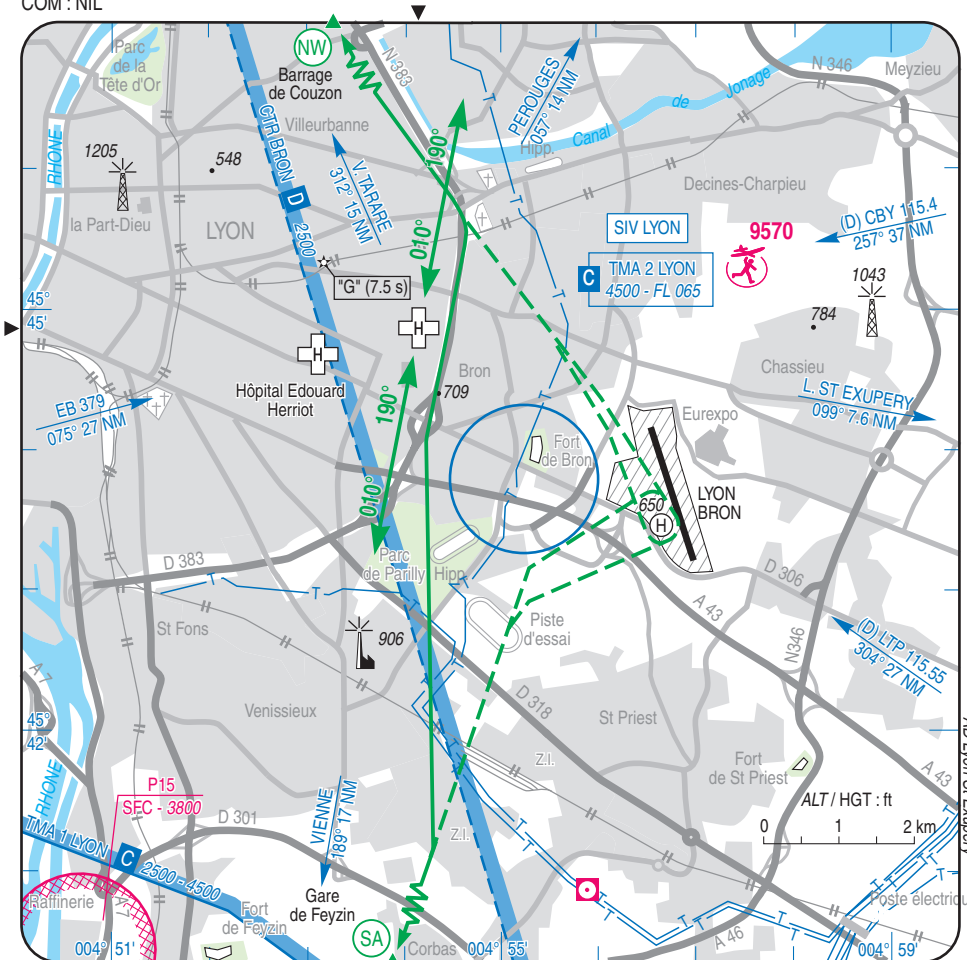 COM : NIL
NW
Barrage
de Couzon
Parc
de la
Tête d'Or
N 383
PEROUGES
057° 14 NM
Canal
de
Jonage
N 346
Meyzieu
RHONE
Villeurbanne
CTR BRON
D
2500
190°
Hipp.
V. TARARE
312° 15 NM
1205
548
la Part-Dieu
LYON
010°
Decines-Charpieu
SIV LYON
9570
(D) CBY 115.4
257° 37 NM
C
TMA 2 LYON
4500 - FL 065
1043
784
"G" (7.5 s)
45°
45'
H
H
Hôpital Edouard
Herriot
Bron
709
Chassieu
EB 379
075° 27 NM
190°
L. ST EXUPERY
099° 7.6 NM
Eurexpo
Fort
de Bron
010°
650
H
LYON
BRON
Parc
de Parilly
Hipp.
D 383
D 306
T
St Fons
Piste
d'essai
A 43
N346
(D) LTP 115.55
304° 27 NM
906
A 7
Venissieux
D 318
St Priest
45°
42'
Z.I.
Fort
de St Priest
A 43
RHONE
P15
SEC - 3800
VIENNE
189° 17 NM
ALT / HGT : ft
0 1 2 km
D 301
Z.I.
TMA 1 LYON
C
2500 - 4500
Raffinerie
A7
Fort
de Feyzin
Gare
de Feyzin
SA
Corbas
Poste électriqu
A 46
004° 51'
004° 55'
004° 59'